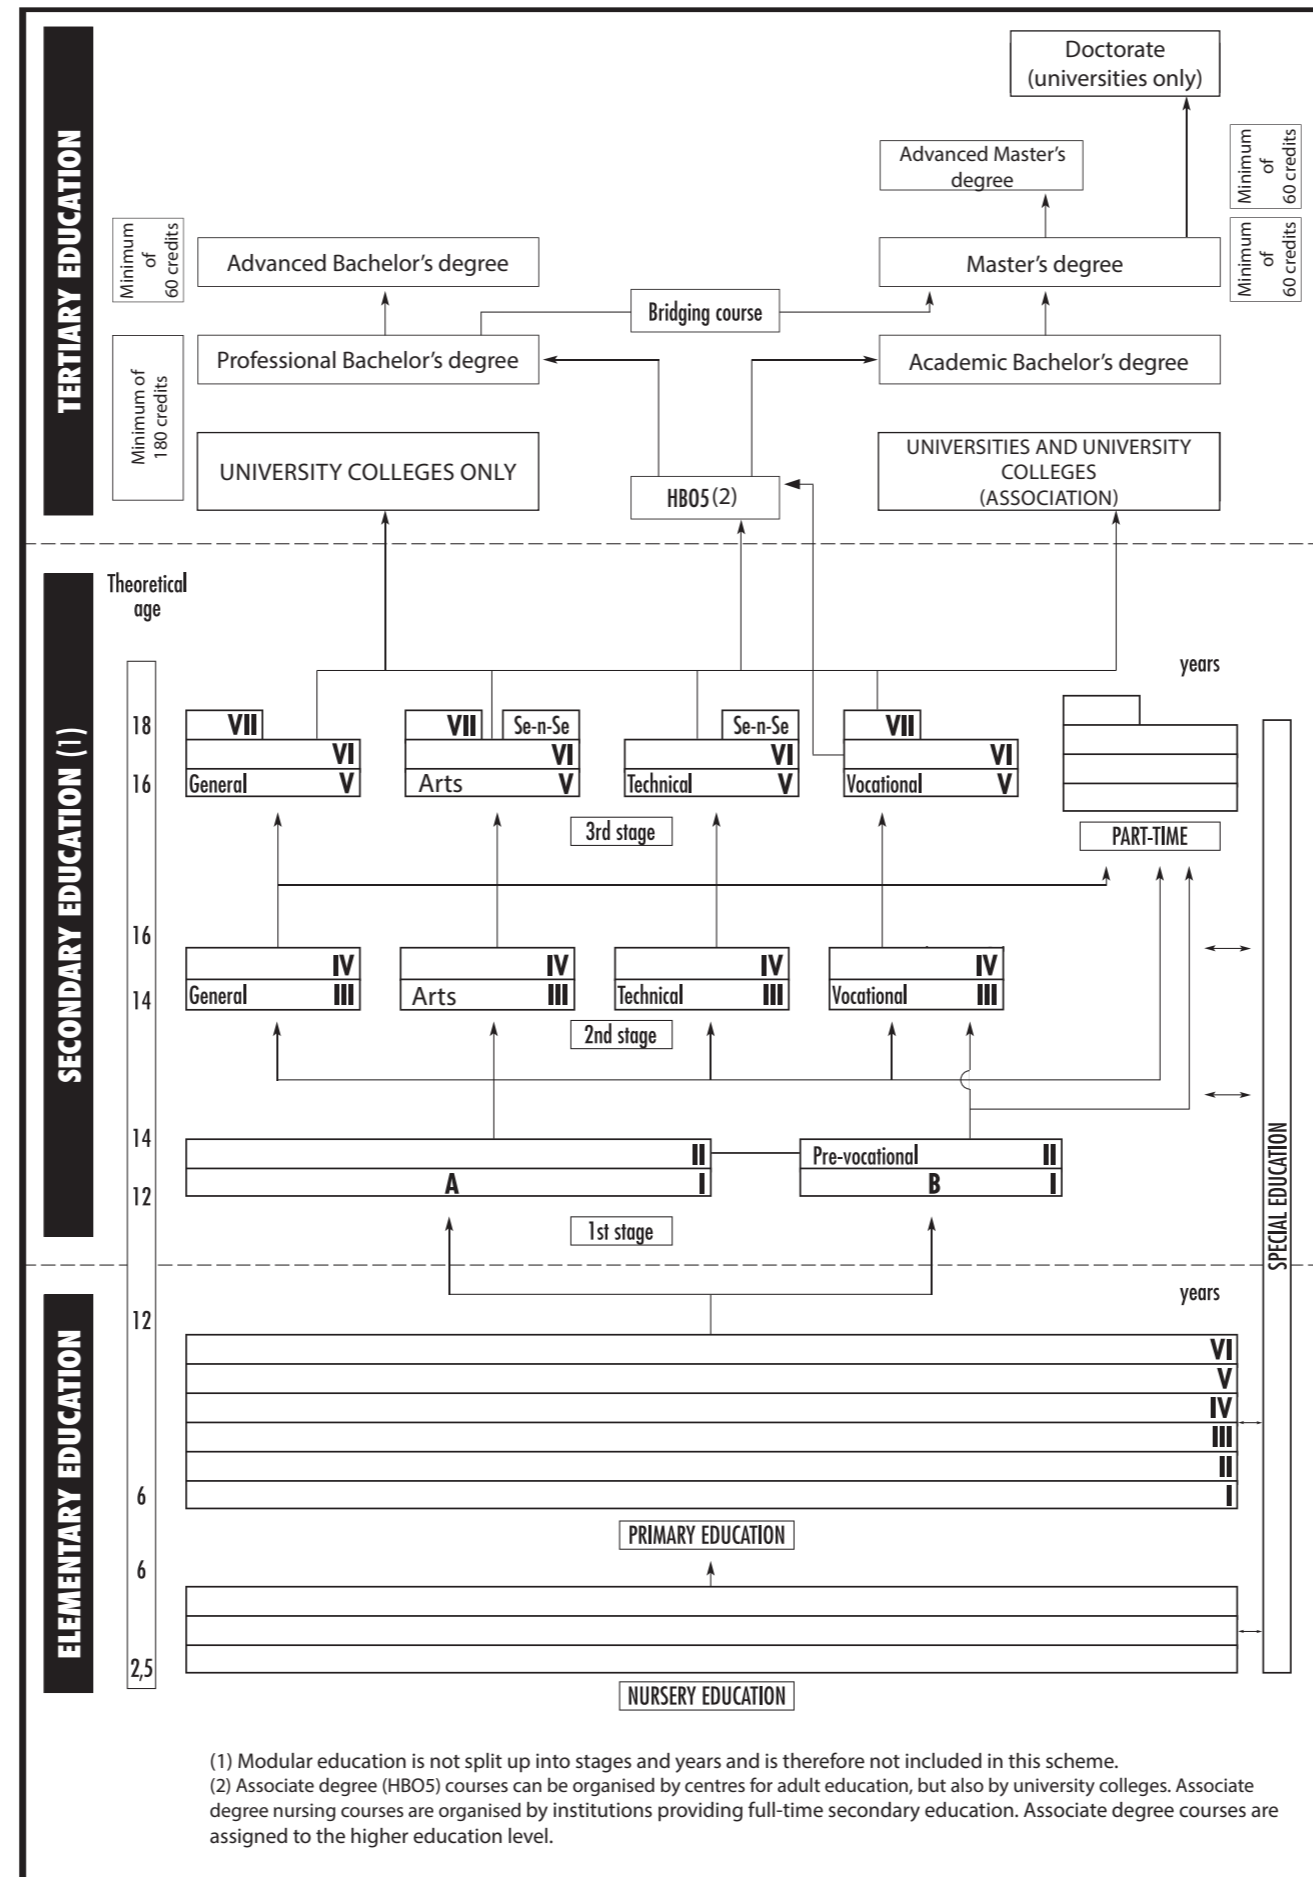 TERTIARY EDUCATION
Doctorate
(universities only)
Advanced Master's
degree
Minimum
of
60 credits
Minimum
of
60 credits
Advanced Bachelor's degree
Master's degree
Minimum
of
60 credits
Bridging course
Professional Bachelor's degree
Academic Bachelor's degree
Minimum of
180 credits
UNIVERSITY COLLEGES ONLY
HBO5 (2)
UNIVERSITIES AND UNIVERSITY
COLLEGES
(ASSOCIATION)
SECONDARY EDUCATION (1)
Theoretical
age
years
18
VII
VII
Se-n-Se
Se-n-Se
VII
VI
VI
VI
VI
16
General V
Arts V
Technical V
Vocational V
3rd stage
PART-TIME
16
IV
IV
IV
IV
14
General III
Arts III
Technical III
Vocational III
2nd stage
14
II
Pre-vocational II
12
A I
B I
1st stage
SPECIAL EDUCATION
ELEMENTARY EDUCATION
years
12
VI
V
IV
III
II
6
I
PRIMARY EDUCATION
6
2,5
NURSERY EDUCATION
(1) Modular education is not split up into stages and years and is therefore not included in this scheme.
(2) Associate degree (HBO5) courses can be organised by centres for adult education, but also by university colleges. Associate
degree nursing courses are organised by institutions providing full-time secondary education. Associate degree courses are
assigned to the higher education level.